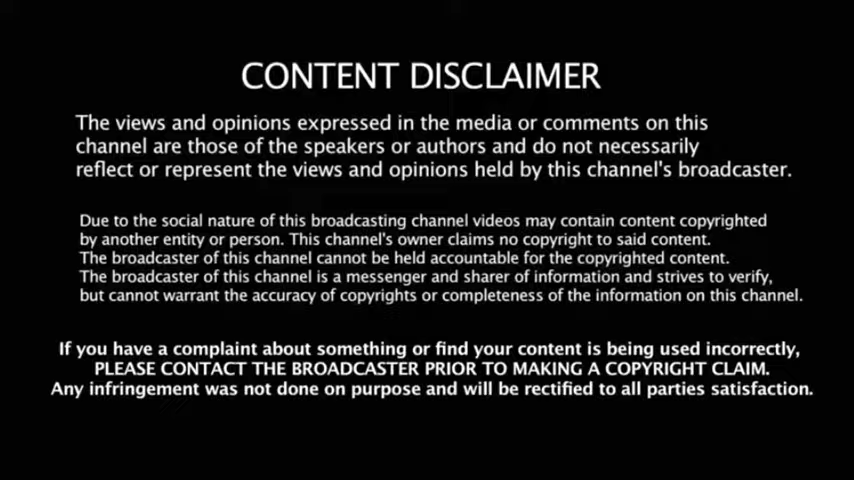 CONTENT DISCLAIMER
The views and opinions expressed in the media or comments on this
channel are those of the speakers or authors and do not necessarily
reflect or represent the views and opinions held by this channel's broadcaster.
Due to the social nature of this broadcasting channel videos may contain content copyrighted
by another entity or person. This channel's owner claims no copyright to said content.
The broadcaster of this channel cannot be held accountable for the copyrighted content.
The broadcaster of this channel is a messenger and sharer of information and strives to verify,
but cannot warrant the accuracy of copyrights or completeness of the information on this channel.
If you have a complaint about something or find your content is being used incorrectly,
PLEASE CONTACT THE BROADCASTER PRIOR TO MAKING A COPYRIGHT CLAIM.
Any infringement was not done on purpose and will be rectified to all parties satisfaction.